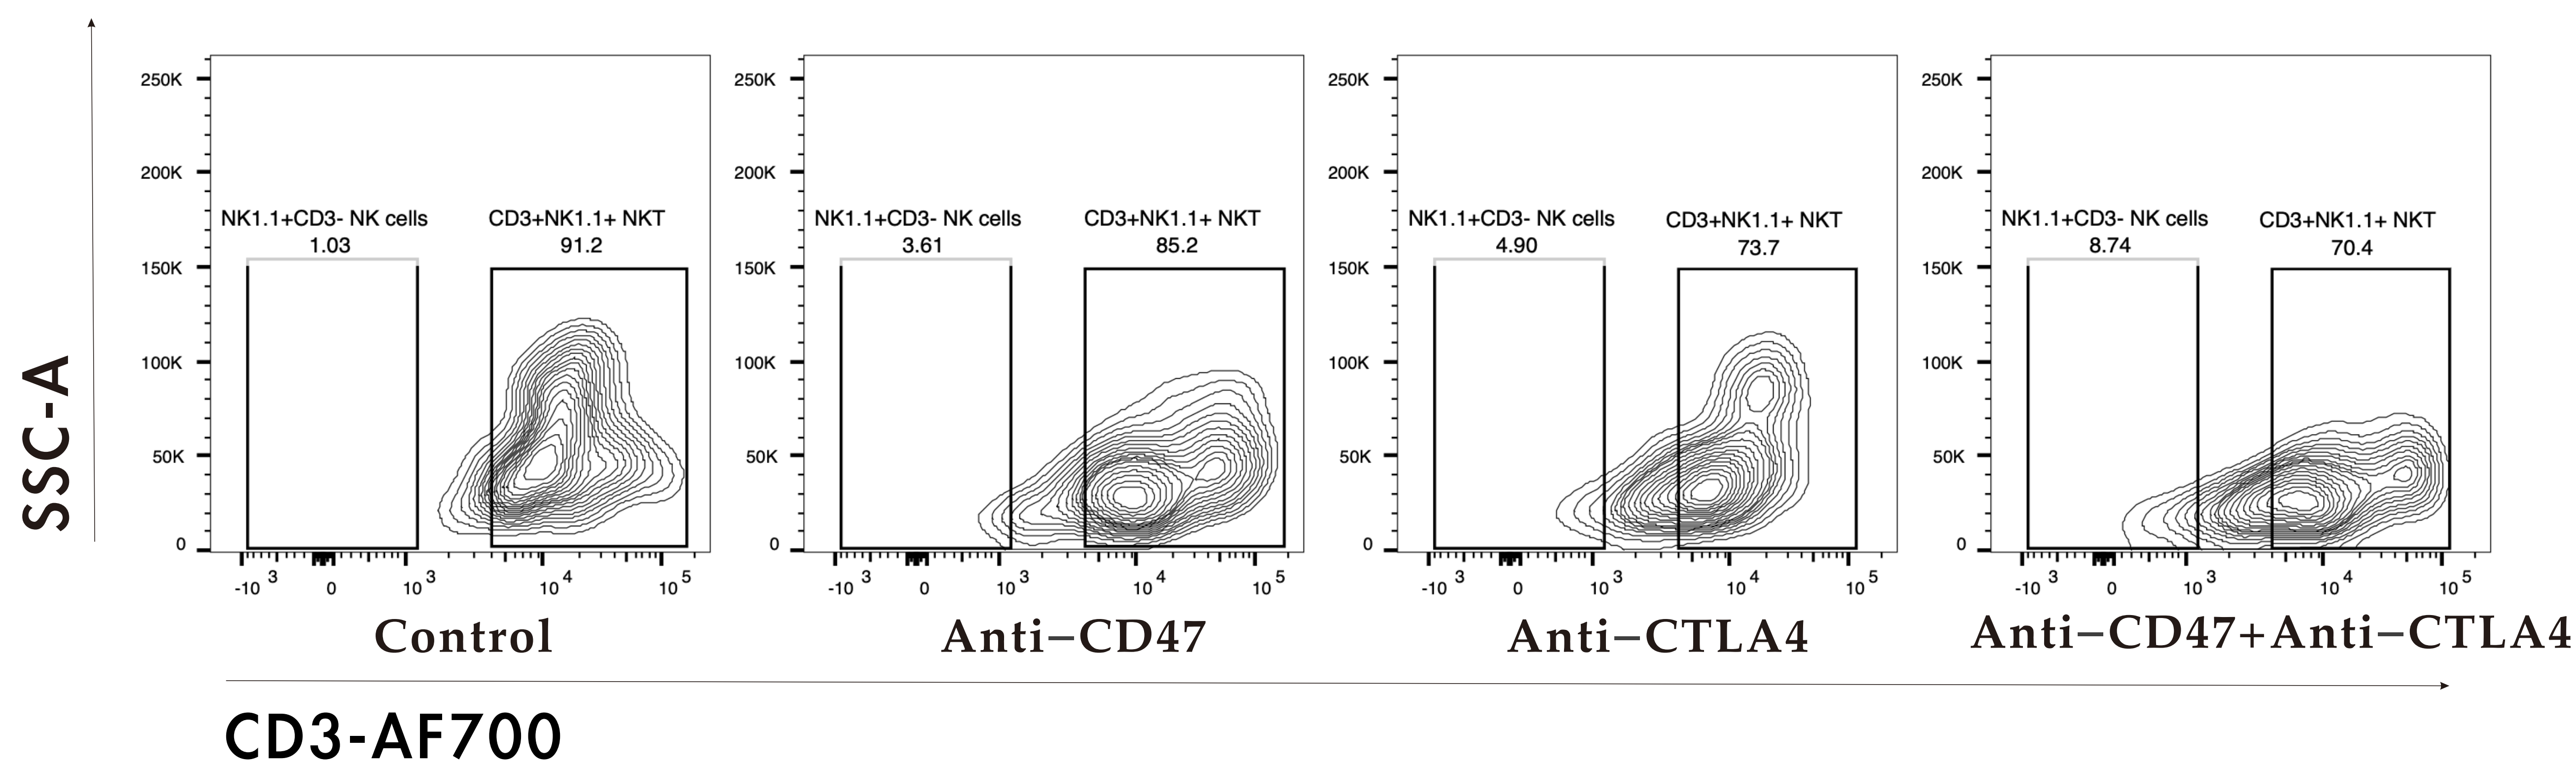 SSC-A
250K
200K
150K
100K
50K
0
NK1.1+CD3- NK cells
1.03
CD3+NK1.1+ NKT
91.2
-10 3
0
10 3
10 4
10 5
Control
250K
200K
150K
100K
50K
0
NK1.1+CD3- NK cells
3.61
CD3+NK1.1+ NKT
85.2
-10 3
0
10 3
10 4
10 5
Anti-CD47
250K
200K
150K
100K
50K
0
NK1.1+CD3- NK cells
4.90
CD3+NK1.1+ NKT
73.7
-10 3
0
10 3
10 4
10 5
Anti-CTLA4
250K
200K
150K
100K
50K
0
NK1.1+CD3- NK cells
8.74
CD3+NK1.1+ NKT
70.4
-10 3
0
10 3
10 4
10 5
Anti-CD47+Anti-CTLA4
CD3-AF700